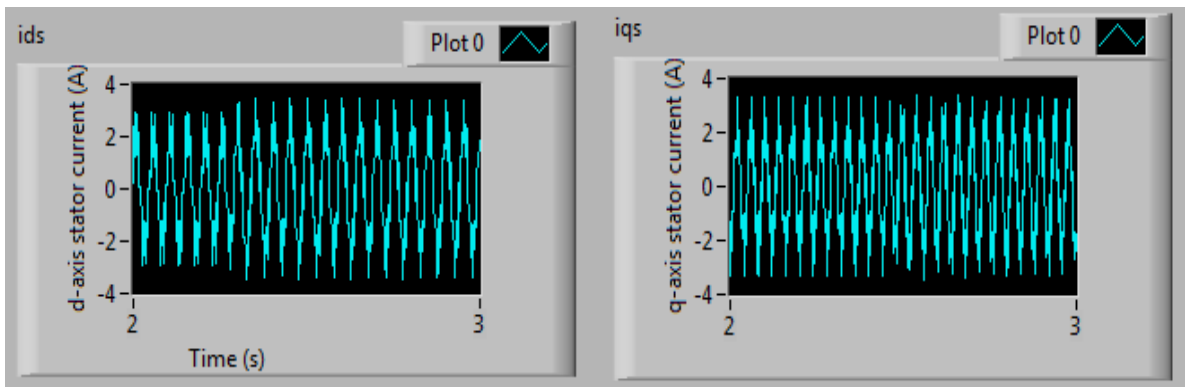 ids
Plot 0
d-axis stator current (A)
4
2
0
-2
-4
2
3
Time (s)
iqs
Plot 0
q-axis stator current (A)
4
2
0
-2
-4
2
3